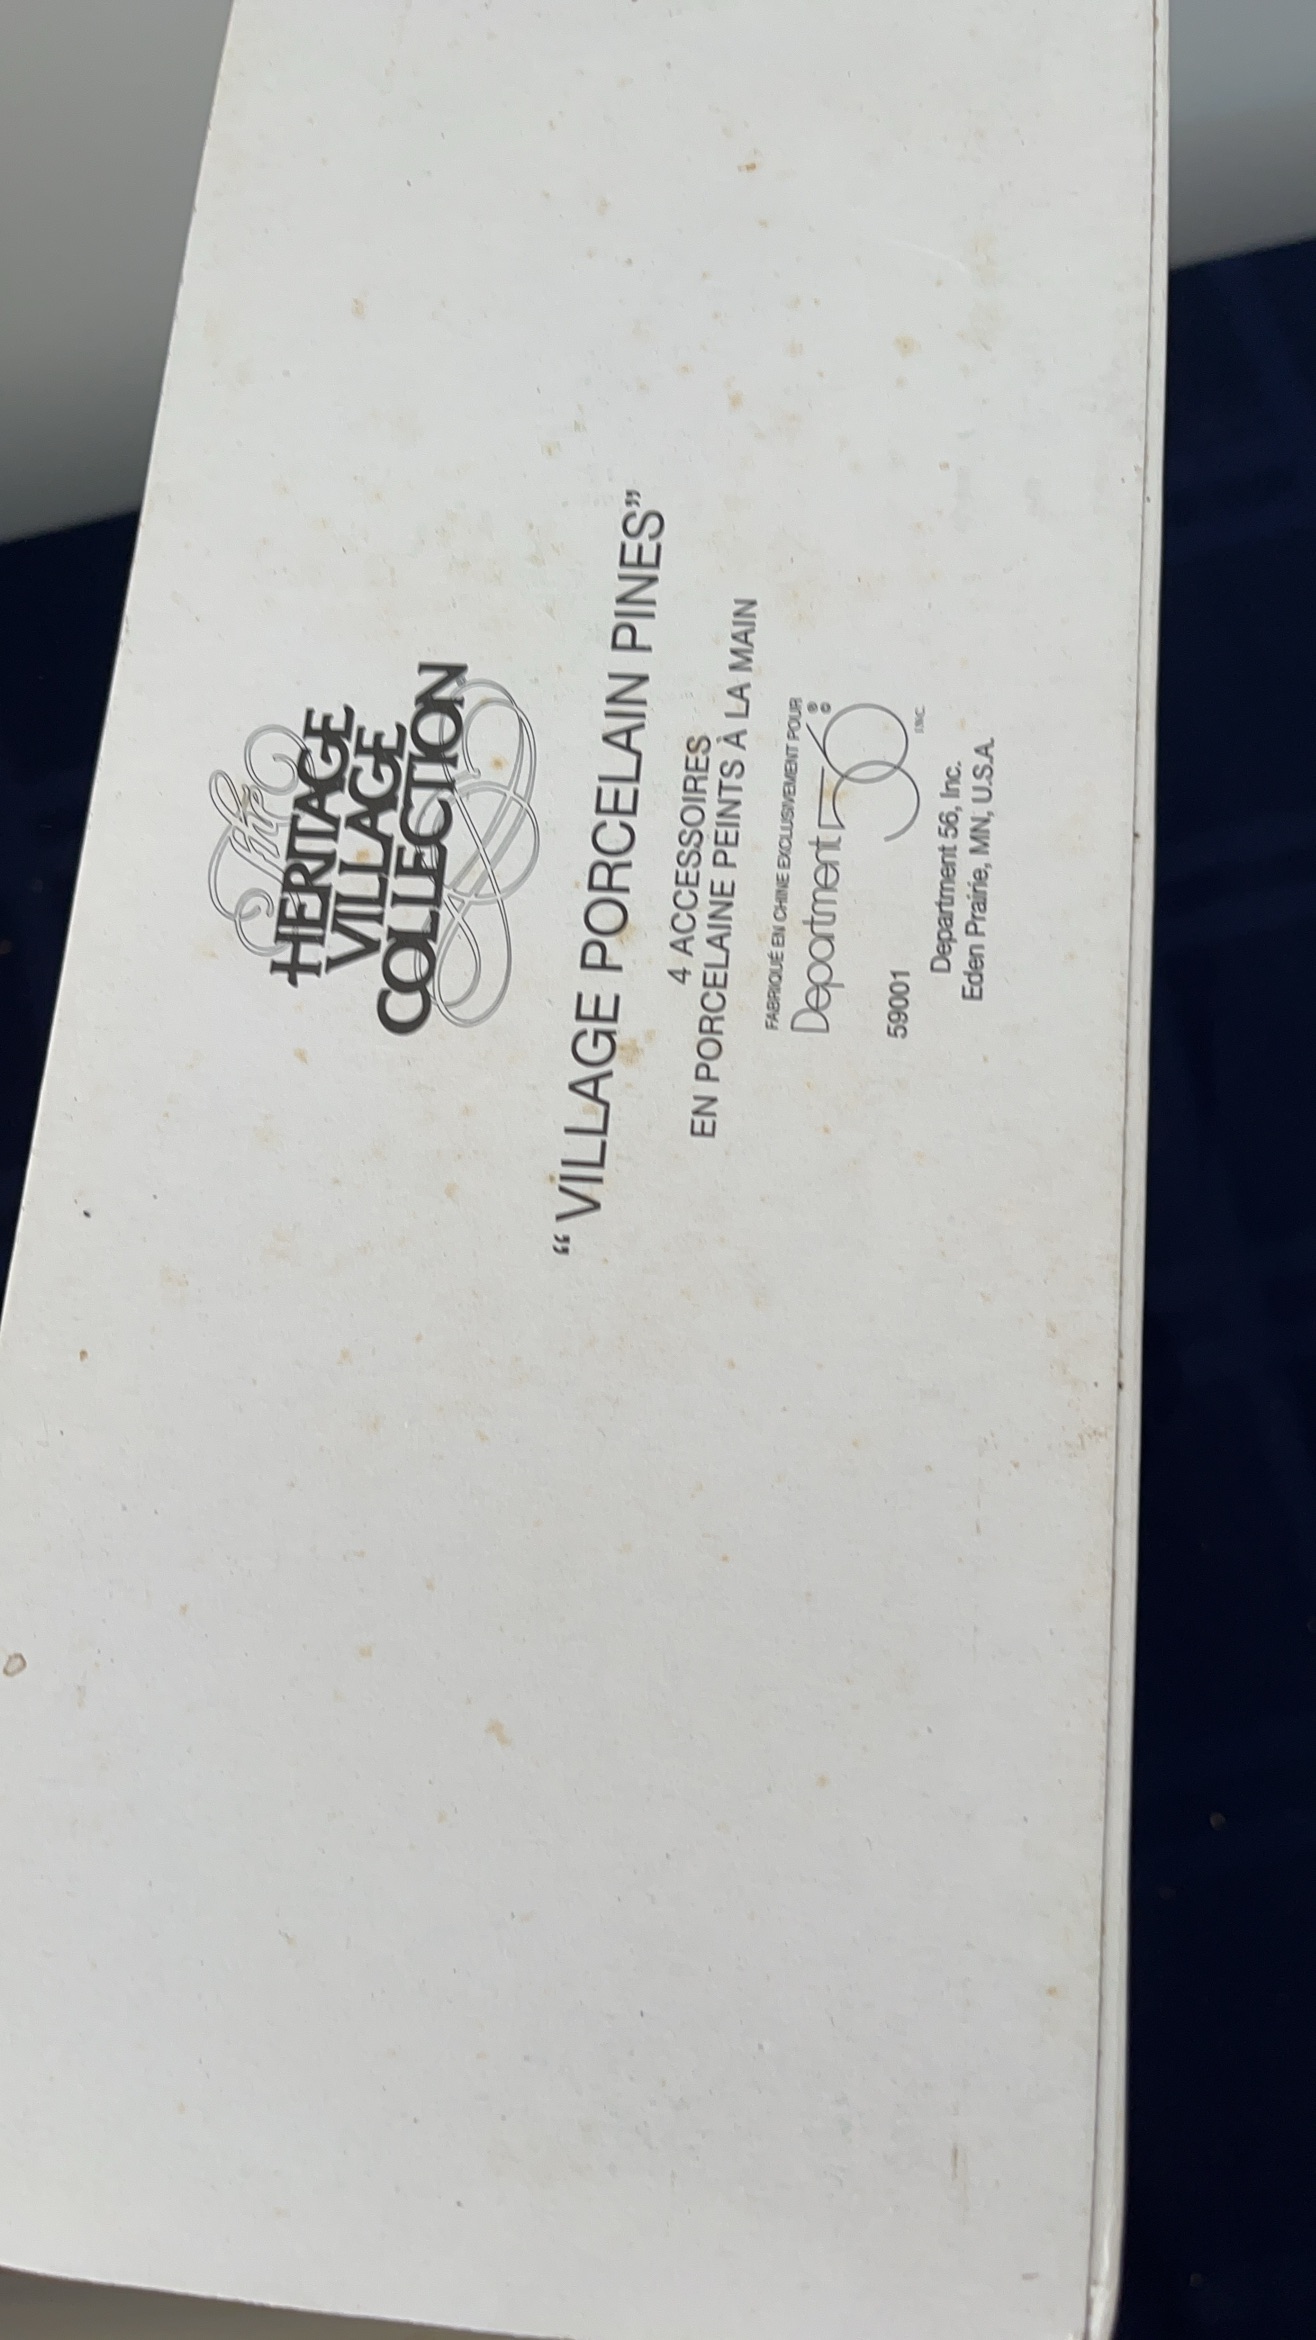 The
HERITAGE
VILLAGE
COLLECTION
“VILLAGE PORCELAIN PINES”
4 ACCESSOIRES
EN PORCELAINE PEINTS À LA MAIN
FABRIQUÉ EN CHINE EXCLUSIVEMENT POUR
Department 56 ® ©
INC.
59001
Department 56, Inc.
Eden Prairie, MN, U.S.A.